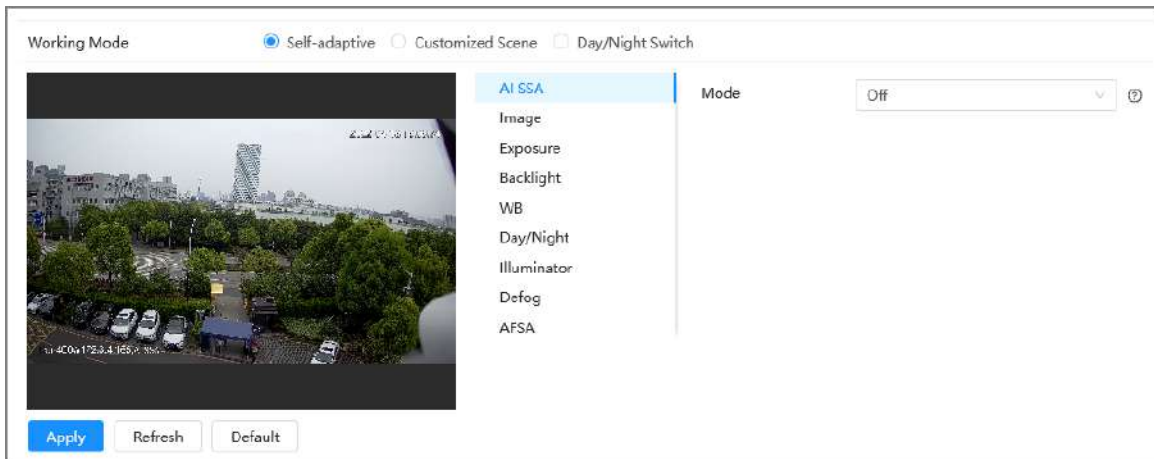 Working Mode
Self-adaptive
Customized Scene
Day/Night Switch
AI SSA
Mode
Off
Image
Exposure
Backlight
WB
Day/Night
Illuminator
Defog
AFSA
Apply
Refresh
Default